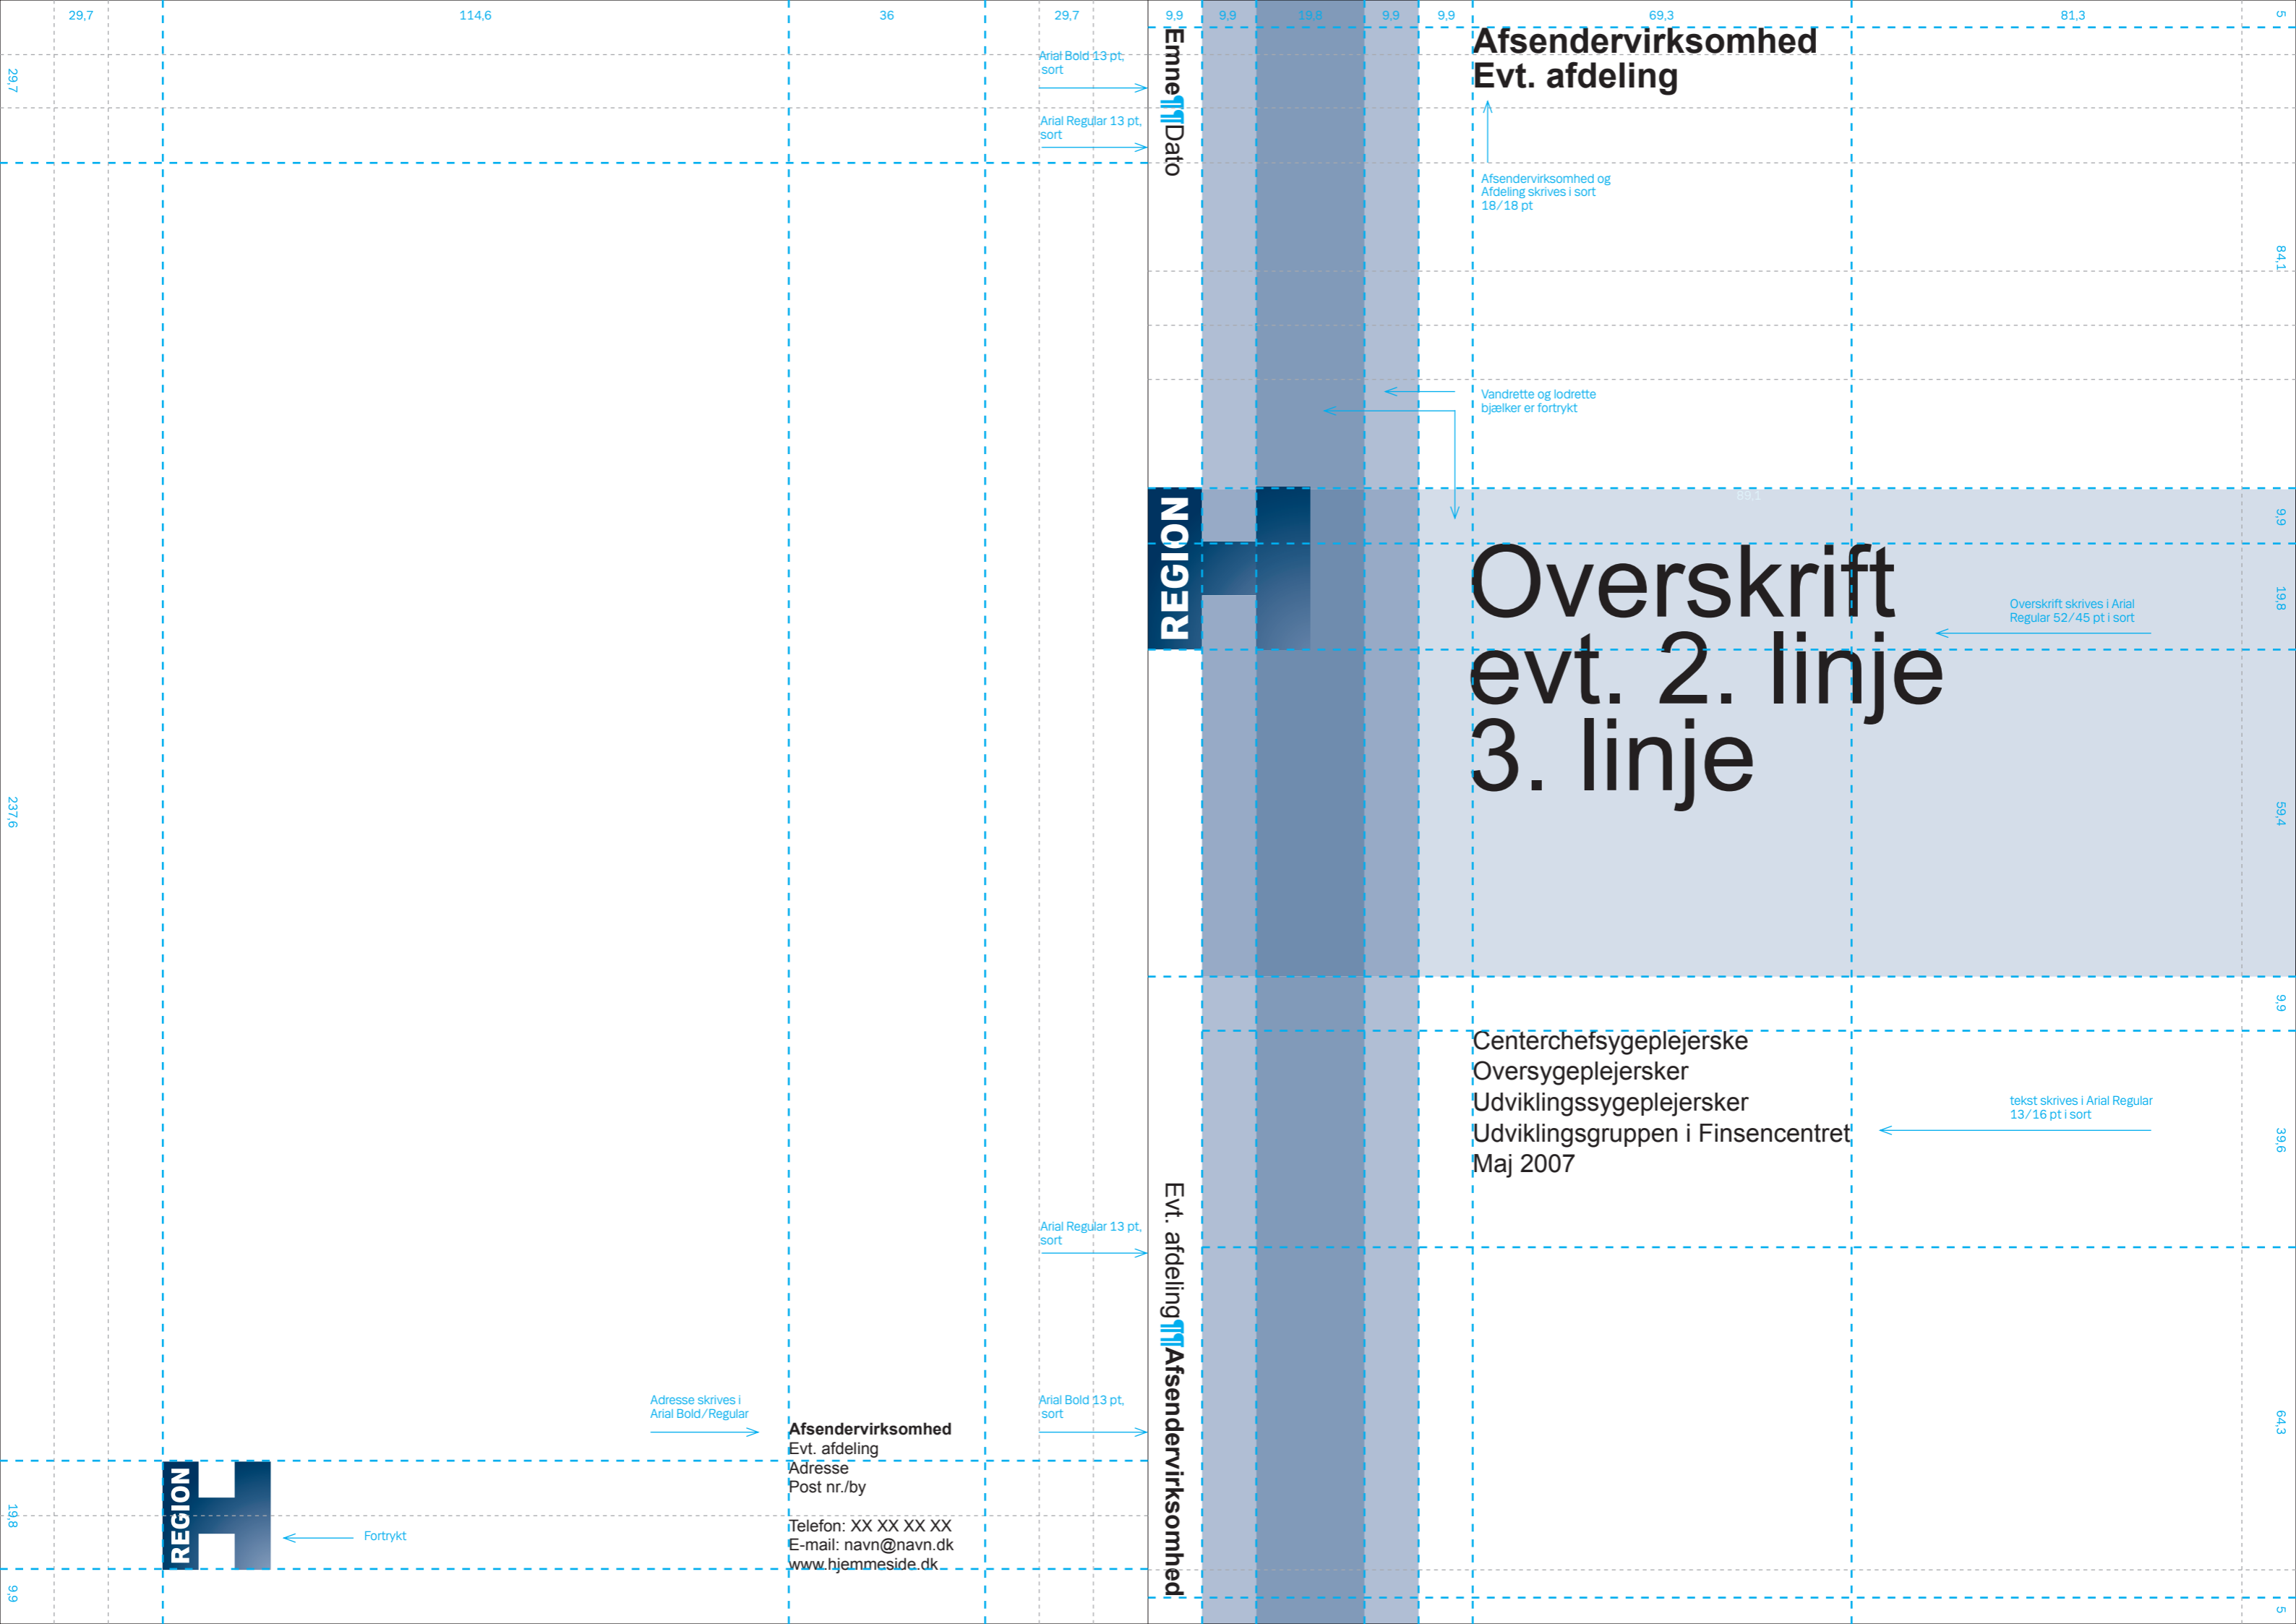 29,7
114,6
36
29,7
9,9
9,9
19,8
9,9
9,9
69,3
81,3
5
29,7
237,6
19,8
9,9
Arial Bold 13 pt,
sort
Arial Regular 13 pt,
sort
Arial Regular 13 pt,
sort
Adresse skrives i
Arial Bold/Regular
Arial Bold 13 pt,
sort
Afsendervirksomhed
Evt. afdeling
Adresse
Post nr./by
Telefon: XX XX XX XX
E-mail: navn@navn.dk
www.hjemmeside.dk
REGION
Fortrykt
Emne¶¶Dato
REGION
Evt. afdeling¶¶Afsendervirksomhed
Afsendervirksomhed
Evt. afdeling
Afsendervirksomhed og
Afdeling skrives i sort
18/18 pt
Vandrette og lodrette
bjælker er fortrykt
89,1
Overskrift
evt. 2. linje
3. linje
Overskrift skrives i Arial
Regular 52/45 pt i sort
Centerchefsygeplejerske
Oversygeplejersker
Udviklingssygeplejersker
Udviklingsgruppen i Finsencentret
Maj 2007
tekst skrives i Arial Regular
13/16 pt i sort
84,1
9,9
19,8
59,4
9,9
39,6
64,3
5